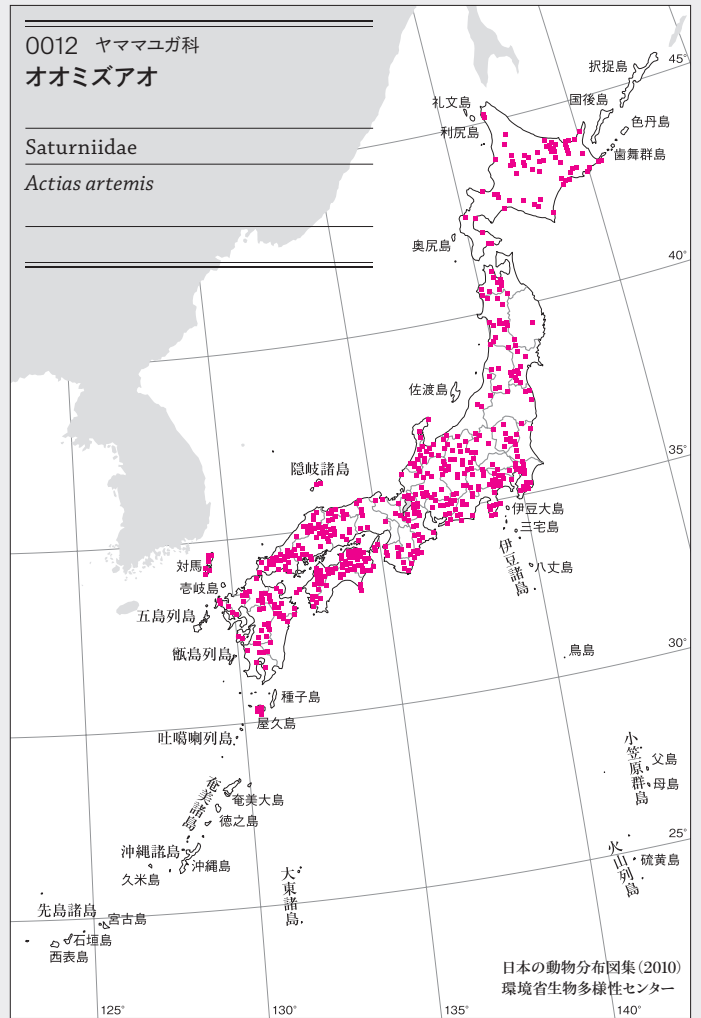 0012 ヤママユガ科
オオミズアオ
Saturniidae
Actias artemis
択捉島
45°
国後島
礼文島
色丹島
利尻島
歯舞群島
奥尻島
40°
佐渡島
35°
隠岐諸島
伊豆大島
三宅島
伊豆諸島
八丈島
対馬
壱岐島
五島列島
甑島列島
鳥島
30°
種子島
屋久島
吐噶喇列島
小笠原群島
父島
母島
奄美諸島
奄美大島
徳之島
25°
沖縄諸島
沖縄島
久米島
火山列島
硫黄島
大東諸島
先島諸島
宮古島
石垣島
西表島
日本の動物分布図集(2010)
環境省生物多様性センター
125°
130°
135°
140°